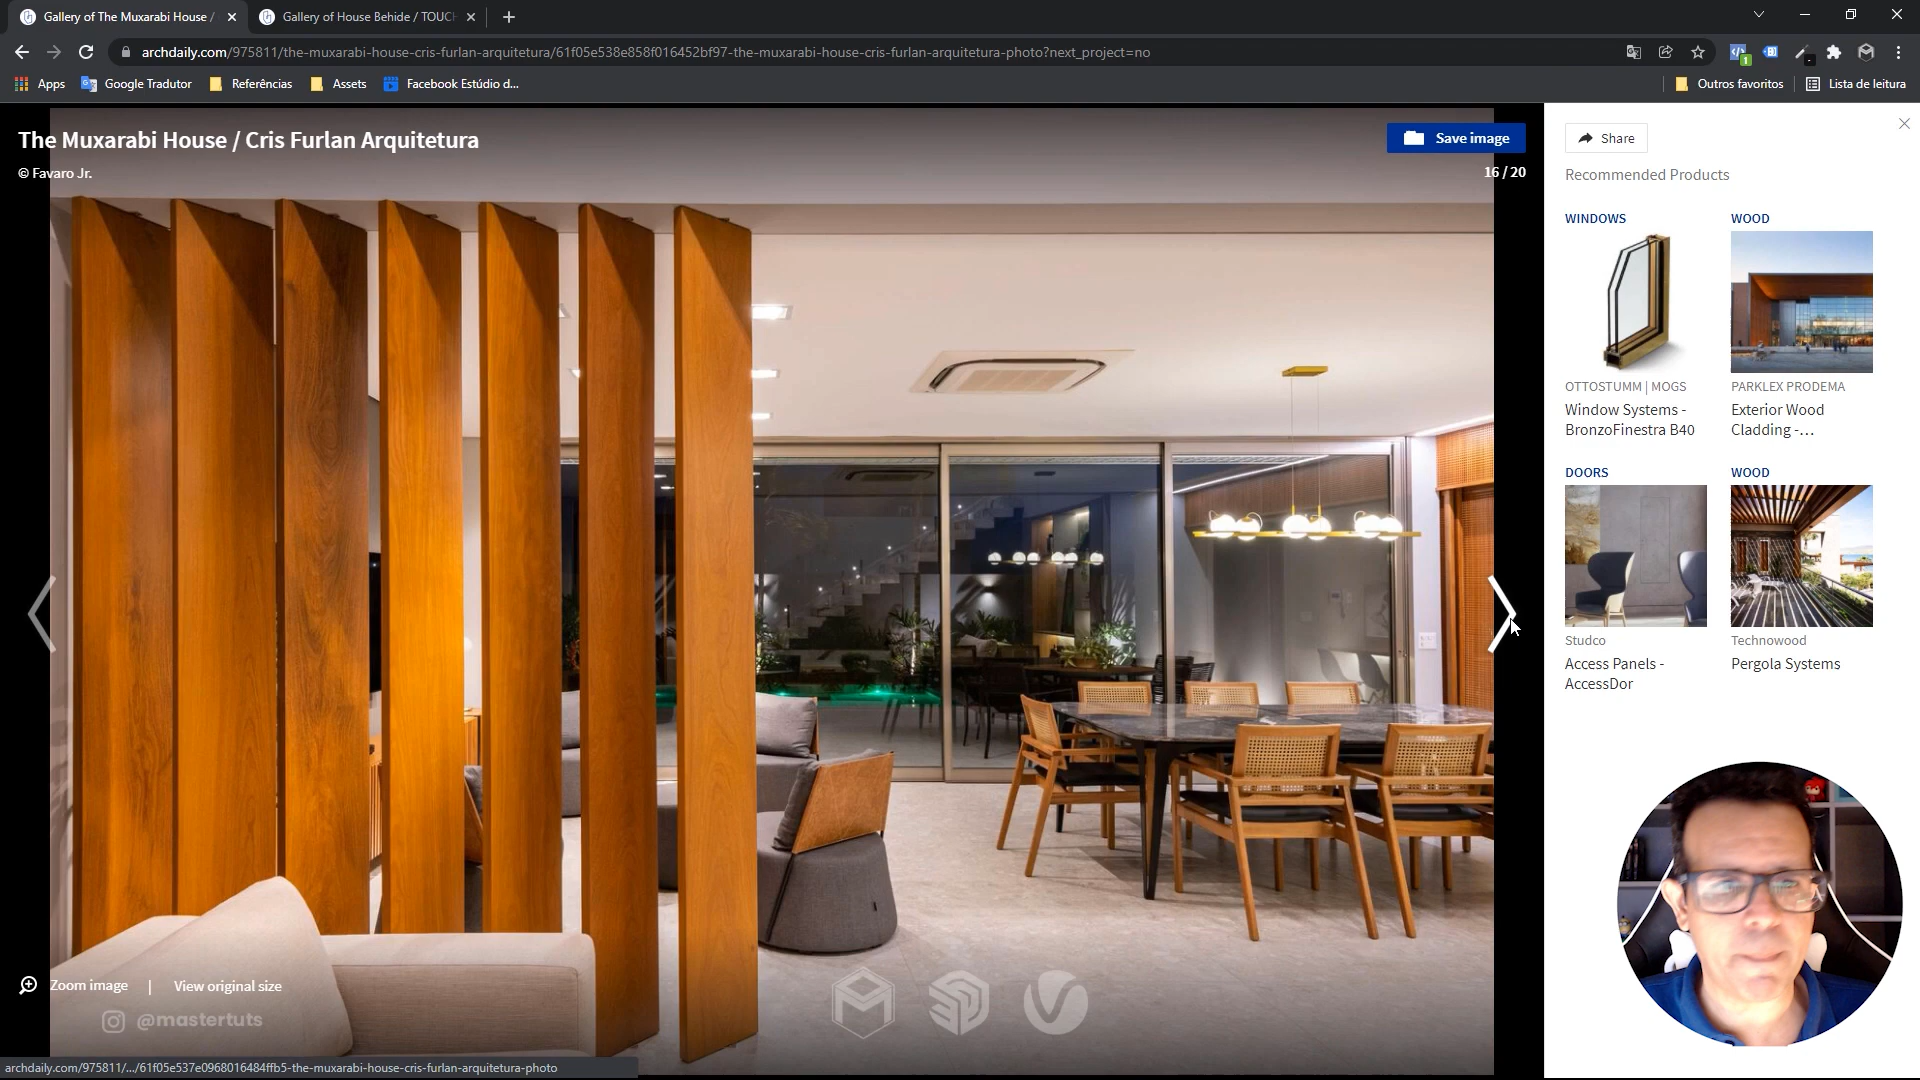 Gallery of The Muxarabi House /
Gallery of House Behide / TOUCH
archdaily.com/975811/the-muxarabi-house-cris-furlan-arquitetura/61f05e538e858f016452bf97-the-muxarabi-house-cris-furlan-arquitetura-photo?next_project=no
1
Apps
Google Tradutor
Referências
Assets
Facebook Estúdio d...
Outros favoritos
Lista de leitura
The Muxarabi House / Cris Furlan Arquitetura
© Favaro Jr.
Save image
16 / 20
Share
Recommended Products
WINDOWS
OTTOSTUMM | MOGS
Window Systems -
BronzoFinestra B40
WOOD
PARKLEX PRODEMA
Exterior Wood
Cladding -...
DOORS
Studco
Access Panels -
AccessDor
WOOD
Technowood
Pergola Systems
Zoom image | View original size
@mastertuts
archdaily.com/975811/.../61f05e537e0968016484ffb5-the-muxarabi-house-cris-furlan-arquitetura-photo